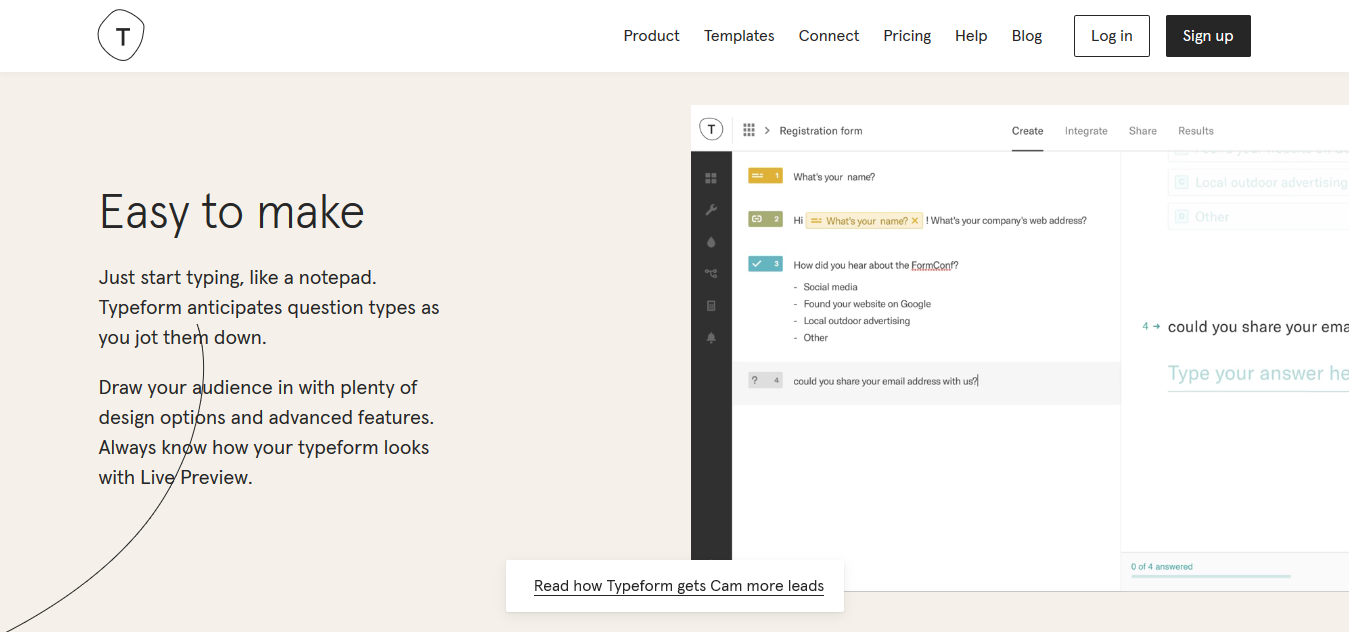 T
Product Templates Connect Pricing Help Blog Log in Sign up
Easy to make
Just start typing, like a notepad.
Typeform anticipates question types as
you jot them down.
Draw your audience in with plenty of
design options and advanced features.
Always know how your typeform looks
with Live Preview.
T Registration form Create Integrate Share Results
1 What's your name?
2 Hi What's your name? ! What's your company's web address?
3 How did you hear about the FormConf?
- Social media
- Found your website on Google
- Local outdoor advertising
- Other
? 4 could you share your email address with us?
Local outdoor advertising
D Other
4 → could you share your ema
Type your answer he
0 of 4 answered
Read how Typeform gets Cam more leads